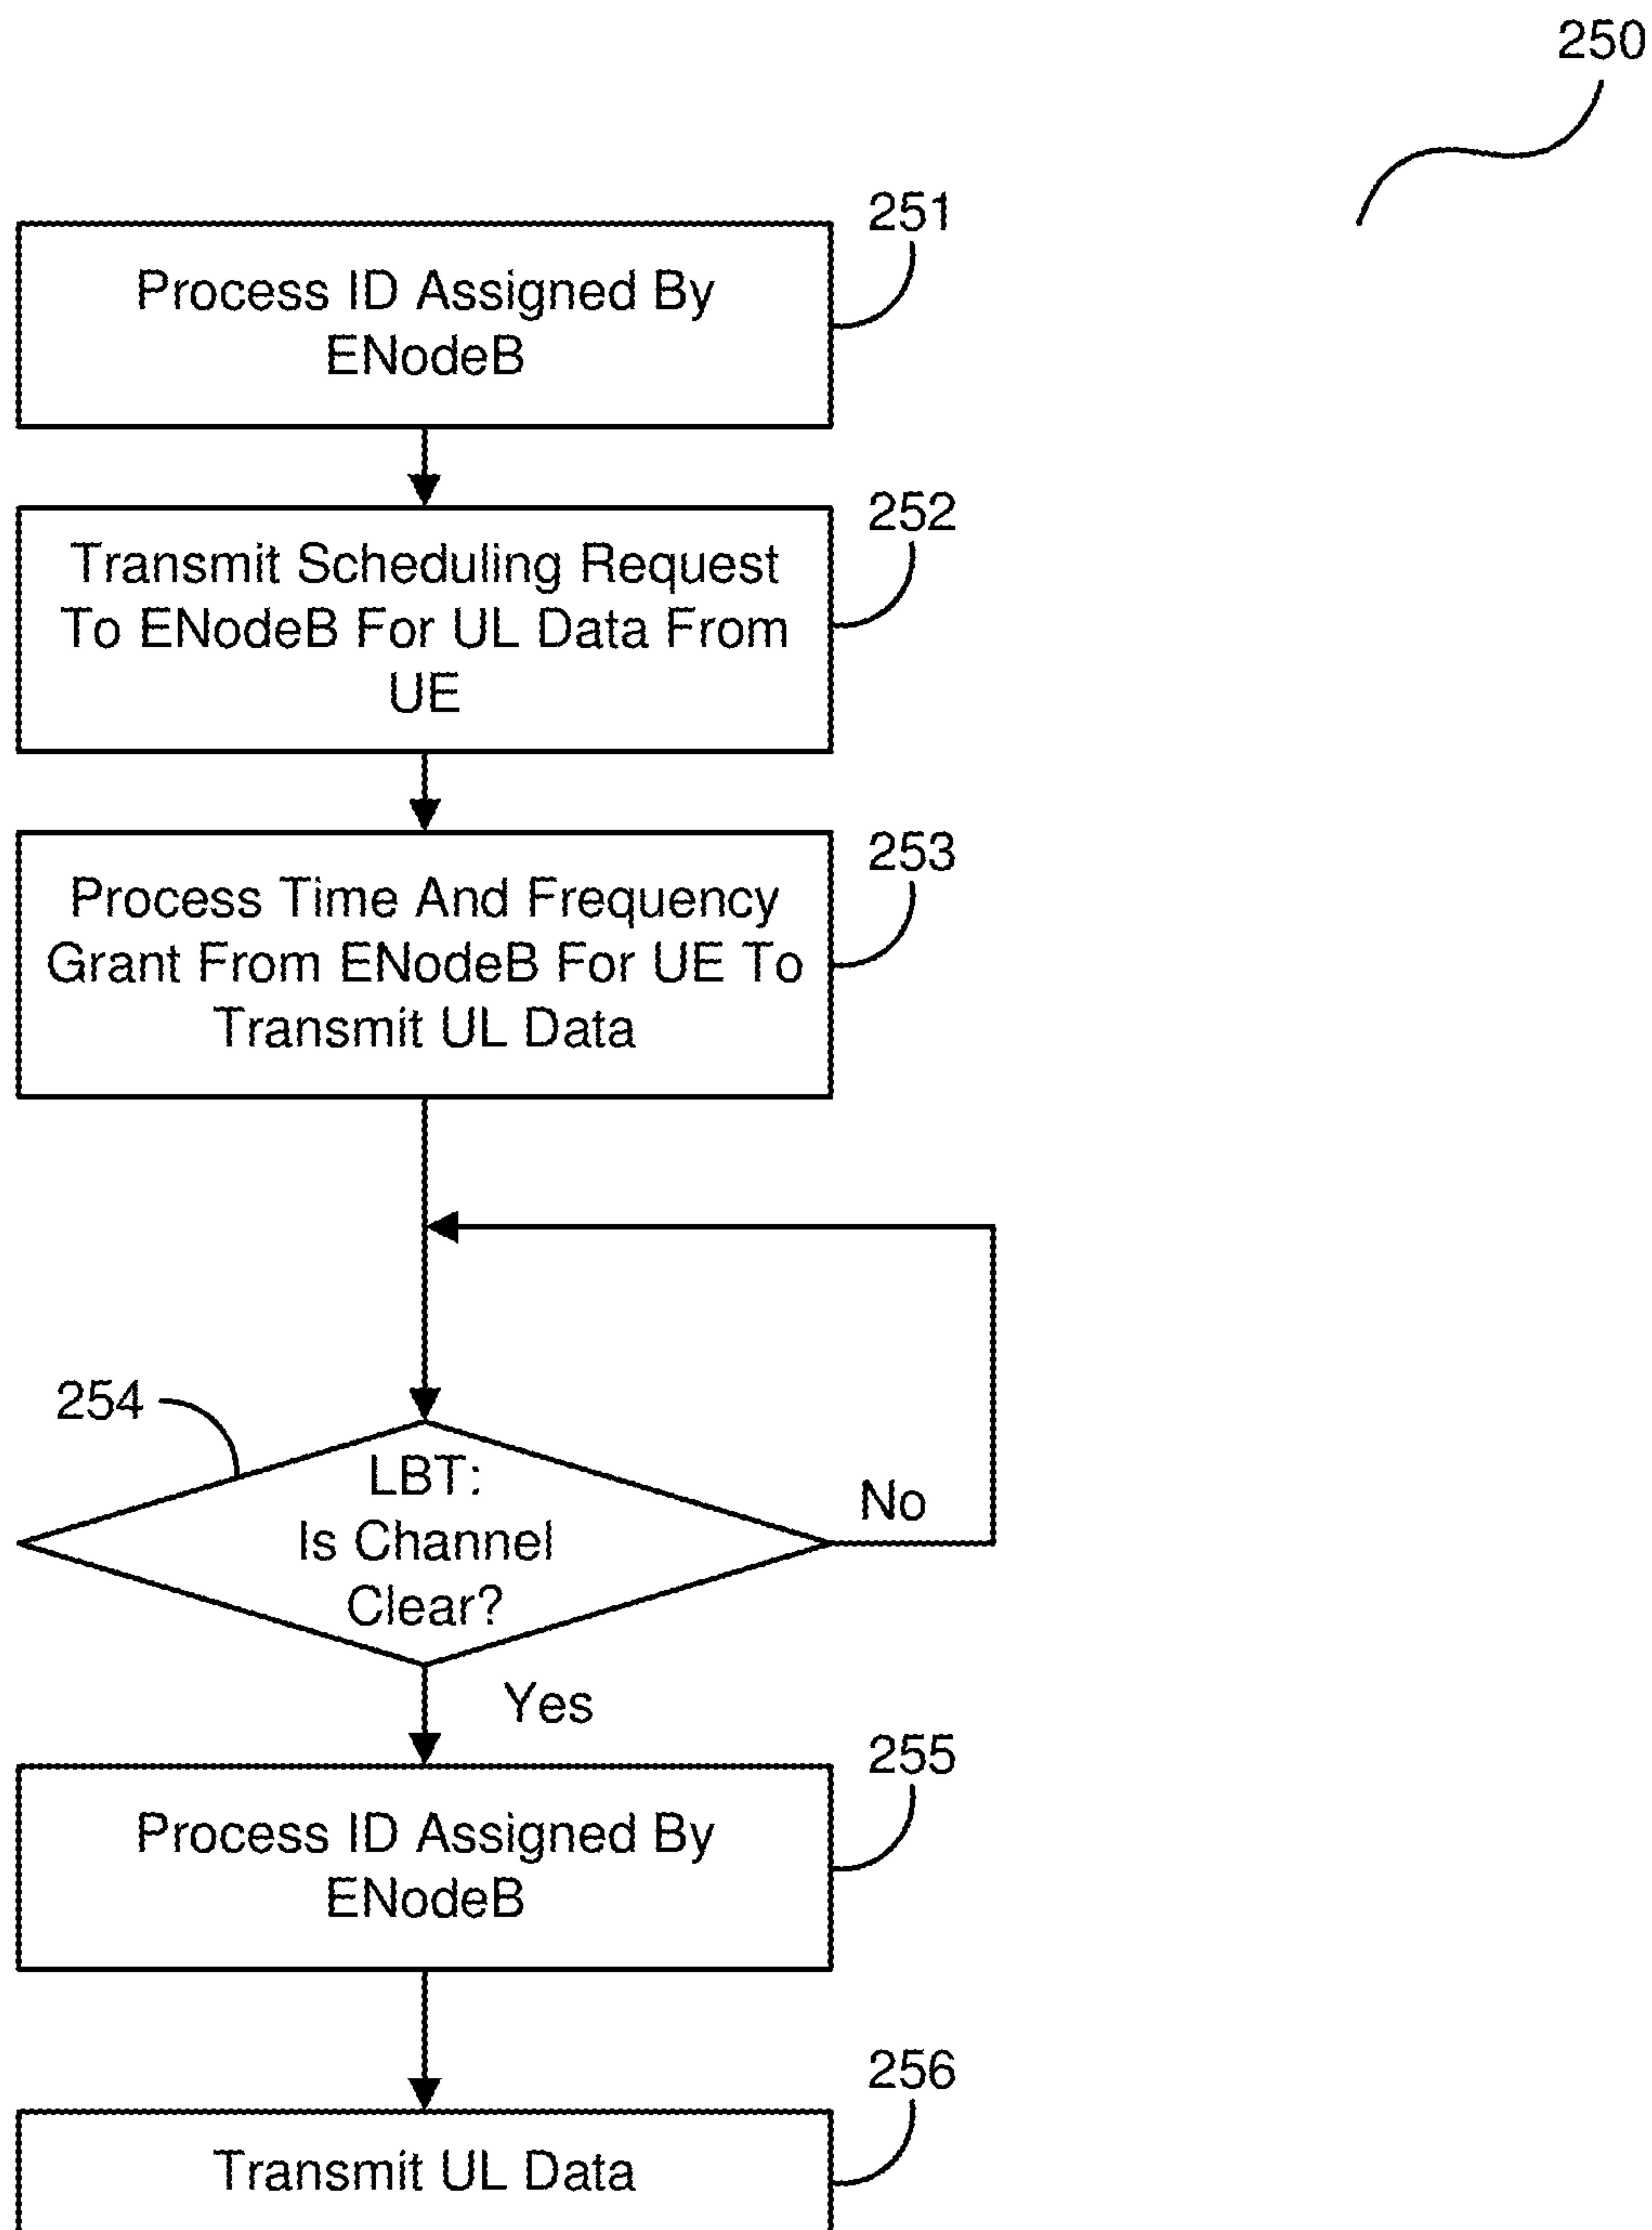 250
251
Process ID Assigned By
ENodeB
252
Transmit Scheduling Request
To ENodeB For UL Data From
UE
253
Process Time And Frequency
Grant From ENodeB For UE To
Transmit UL Data
254
LBT:
Is Channel
Clear?
No
Yes
255
Process ID Assigned By
ENodeB
256
Transmit UL Data